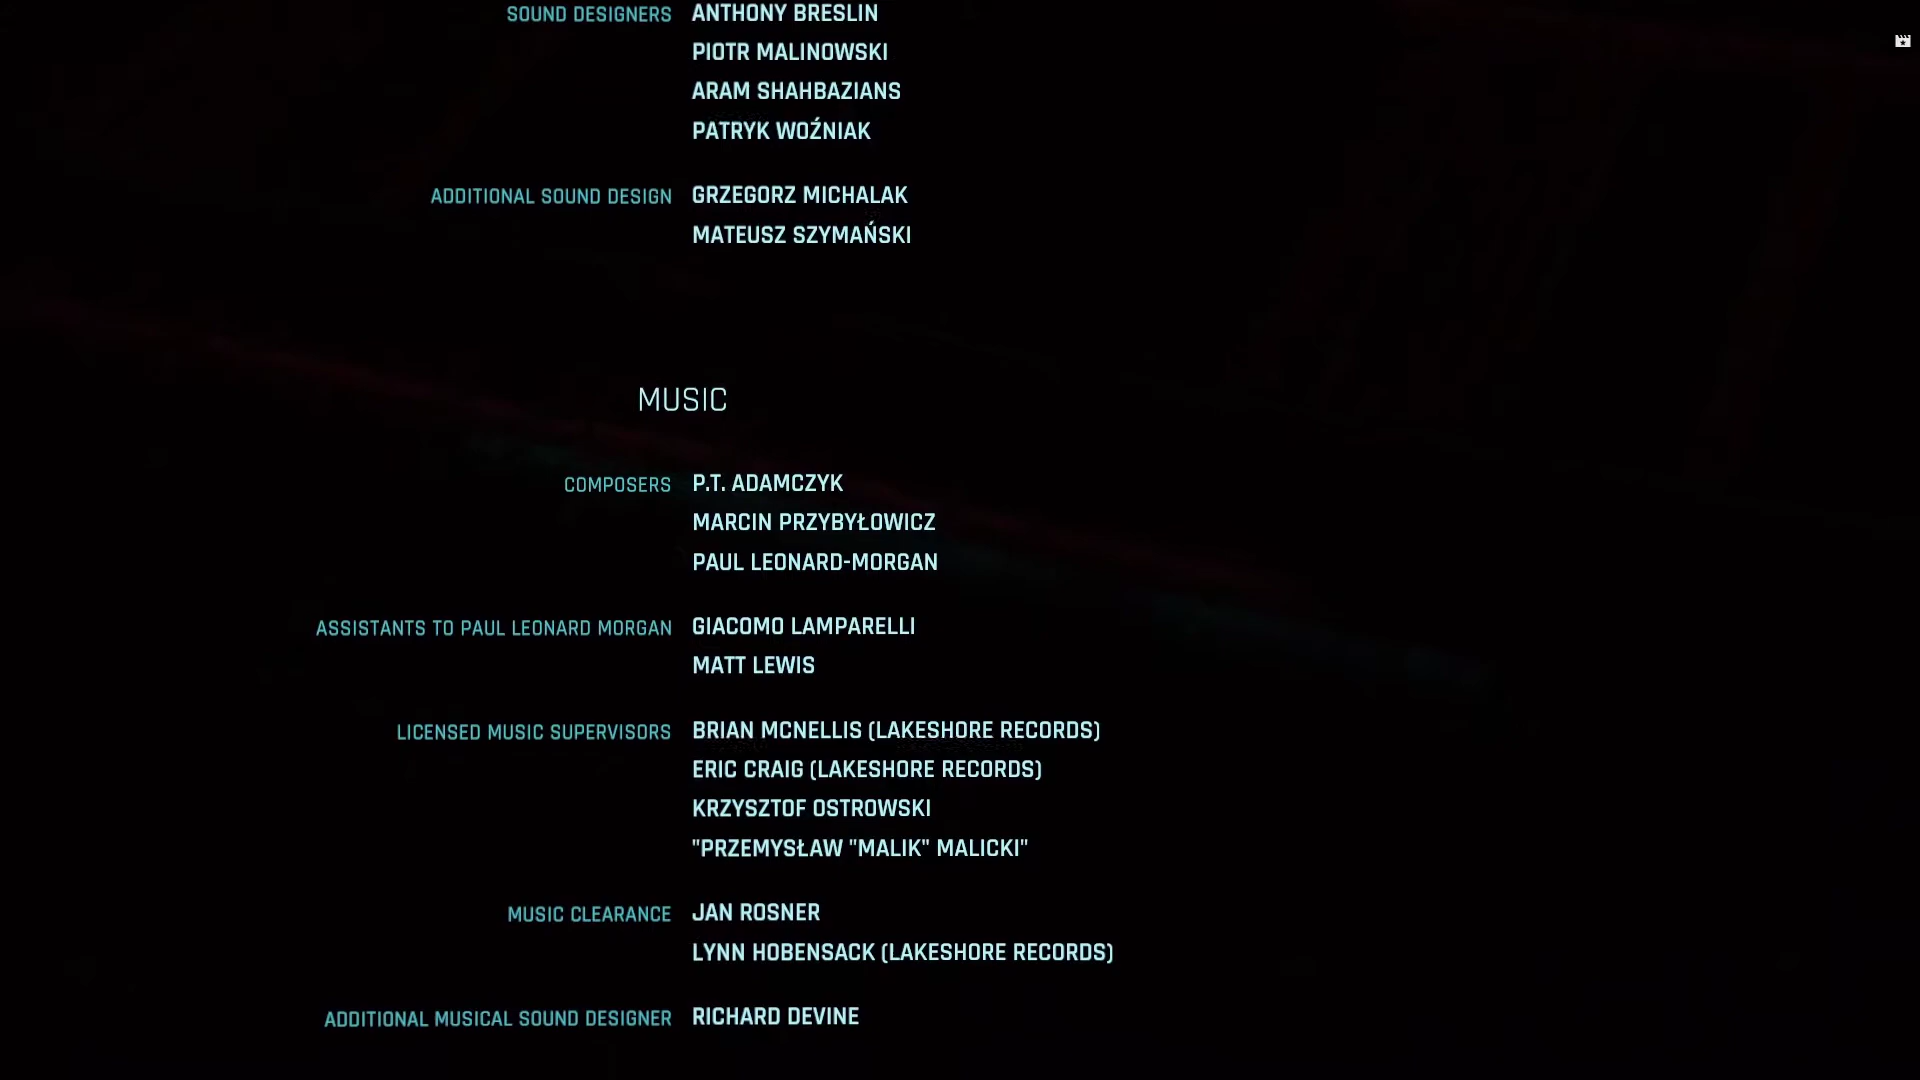 SOUND DESIGNERS ANTHONY BRESLIN
PIOTR MALINOWSKI
ARAM SHAHBAZIANS
PATRYK WOŹNIAK
ADDITIONAL SOUND DESIGN GRZEGORZ MICHALAK
MATEUSZ SZYMAŃSKI
MUSIC
COMPOSERS P.T. ADAMCZYK
MARCIN PRZYBYŁOWICZ
PAUL LEONARD-MORGAN
ASSISTANTS TO PAUL LEONARD MORGAN GIACOMO LAMPARELLI
MATT LEWIS
LICENSED MUSIC SUPERVISORS BRIAN MCNELLIS (LAKESHORE RECORDS)
ERIC CRAIG (LAKESHORE RECORDS)
KRZYSZTOF OSTROWSKI
"PRZEMYSŁAW "MALIK" MALICKI"
MUSIC CLEARANCE JAN ROSNER
LYNN HOBENSACK (LAKESHORE RECORDS)
ADDITIONAL MUSICAL SOUND DESIGNER RICHARD DEVINE